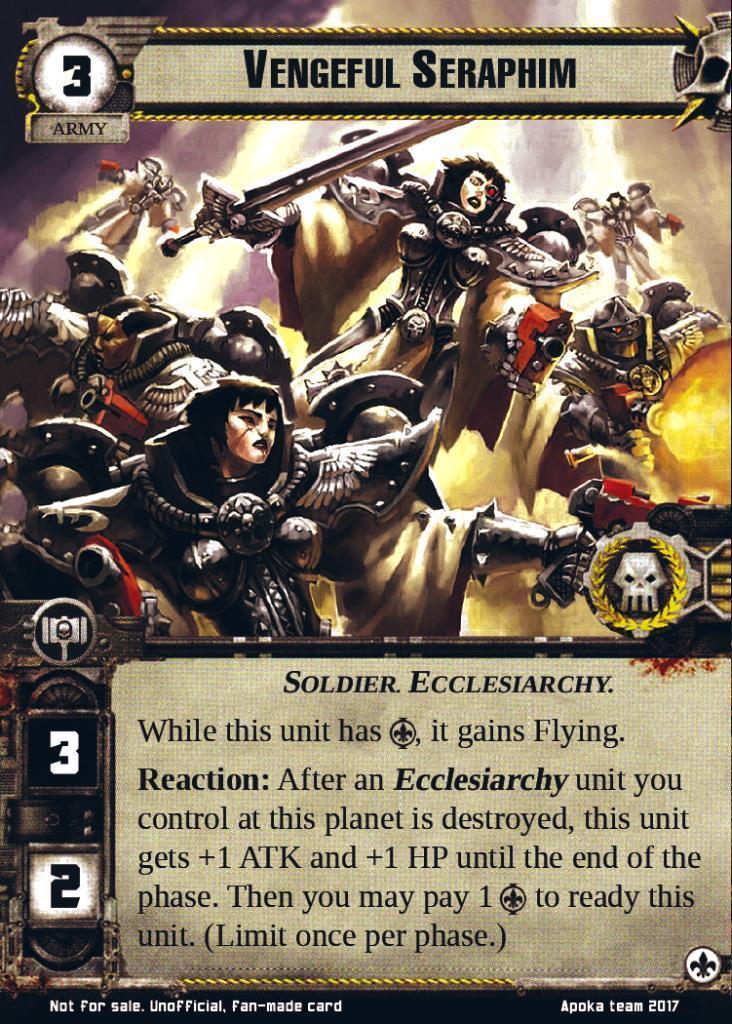 3
ARMY
VENGEFUL SERAPHIM
SOLDIER. ECCLESIARCHY.
While this unit has , it gains Flying.
Reaction: After an Ecclesiarchy unit you
control at this planet is destroyed, this unit
gets +1 ATK and +1 HP until the end of the
phase. Then you may pay 1 to ready this
unit. (Limit once per phase.)
3
2
Not for sale. Unofficial, Fan-made card
Apoka team 2017